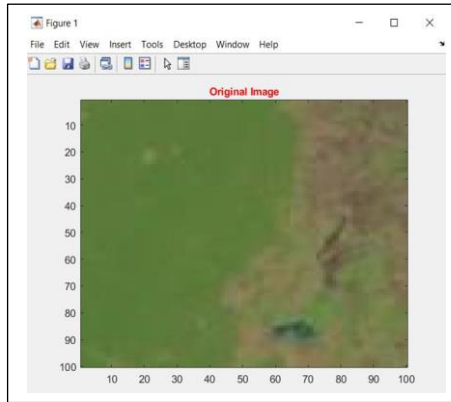 Figure 1
File Edit View Insert Tools Desktop Window Help
Original Image
10
20
30
40
50
60
70
80
90
100
10 20 30 40 50 60 70 80 90 100